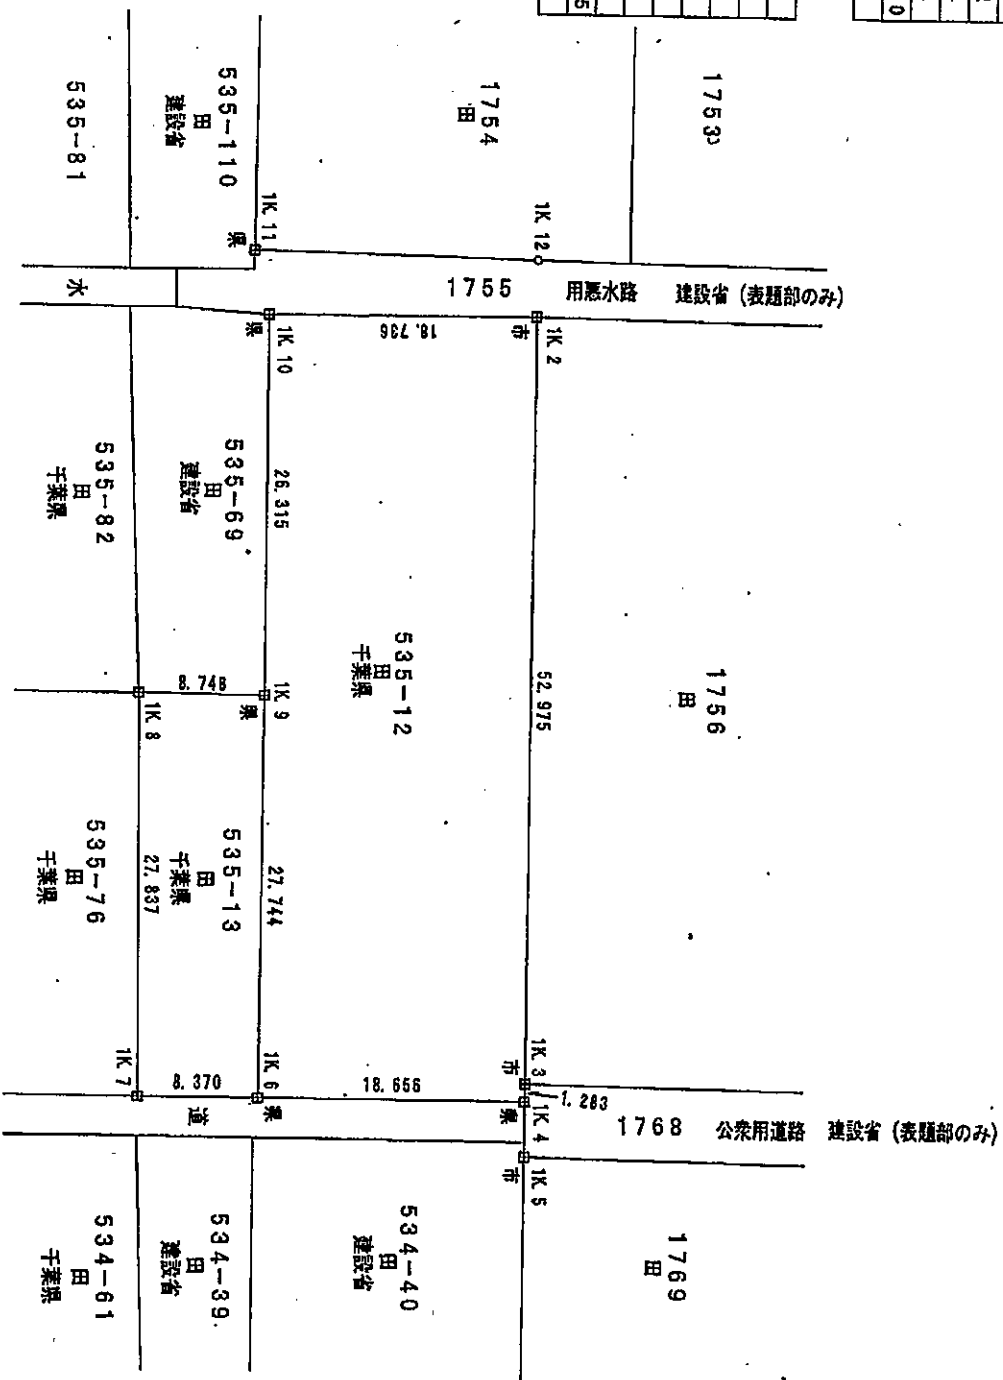 5
0
1753
1754
田
535-110
田
建設省
535-81
1K 11
県
1K 12
1755 用悪水路 建設省 (表題部のみ)
水
1K 10
県
18.736
市
1K 2
535-82
田
千葉県
535-69
田
建設省
26.315
535-12
田
千葉県
52.975
1756
田
8.748
1K 9
県
1K 8
535-76
田
千葉県
27.837
535-13
田
千葉県
27.744
1K 7
8.370
1K 6
県
18.656
1K 3
市
1.283
1K 4
県
1K 5
市
道
1768 公衆用道路 建設省 (表題部のみ)
534-61
田
千葉県
534-39
田
建設省
534-40
田
建設省
1769
田